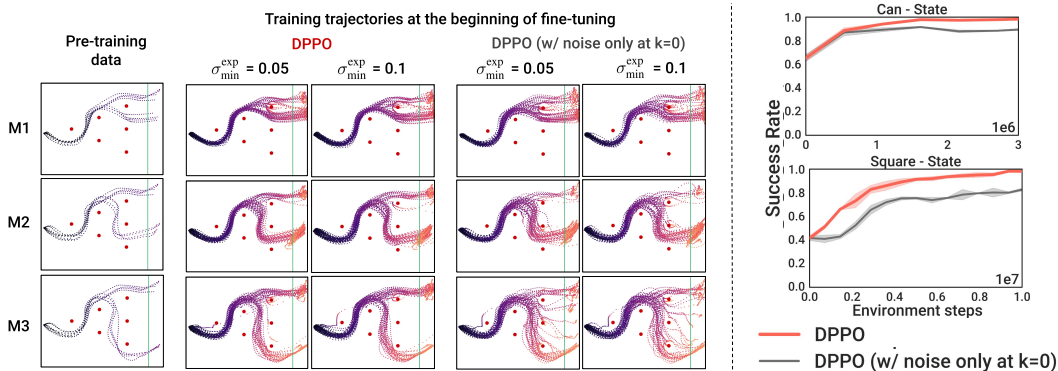 Training trajectories at the beginning of fine-tuning
Pre-training
data
DPPO
DPPO (w/ noise only at k=0)
σ^exp_min = 0.05
σ^exp_min = 0.1
σ^exp_min = 0.05
σ^exp_min = 0.1
M1
M2
M3
Can - State
1.0
0.8
0.6
0.4
0.2
0.0
0
1
2
3
1e6
Success Rate
Square - State
1.0
0.8
0.6
0.4
0.2
0.0
0.0
0.2
0.4
0.6
0.8
1.0
1e7
Environment steps
DPPO
DPPO (w/ noise only at k=0)